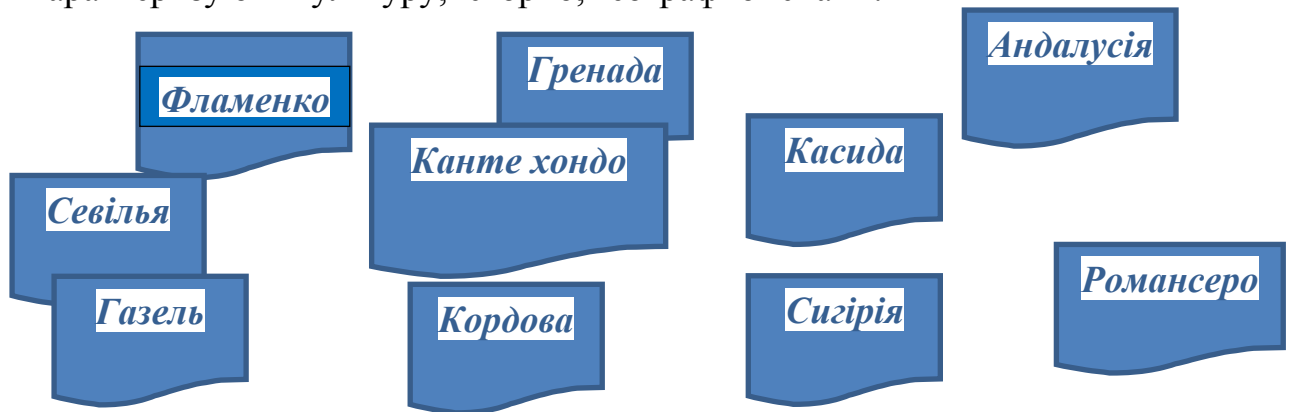 Фламенко
Гренада
Андалусія
Канте хондо
Касида
Севілья
Газель
Кордова
Сигірія
Романсеро